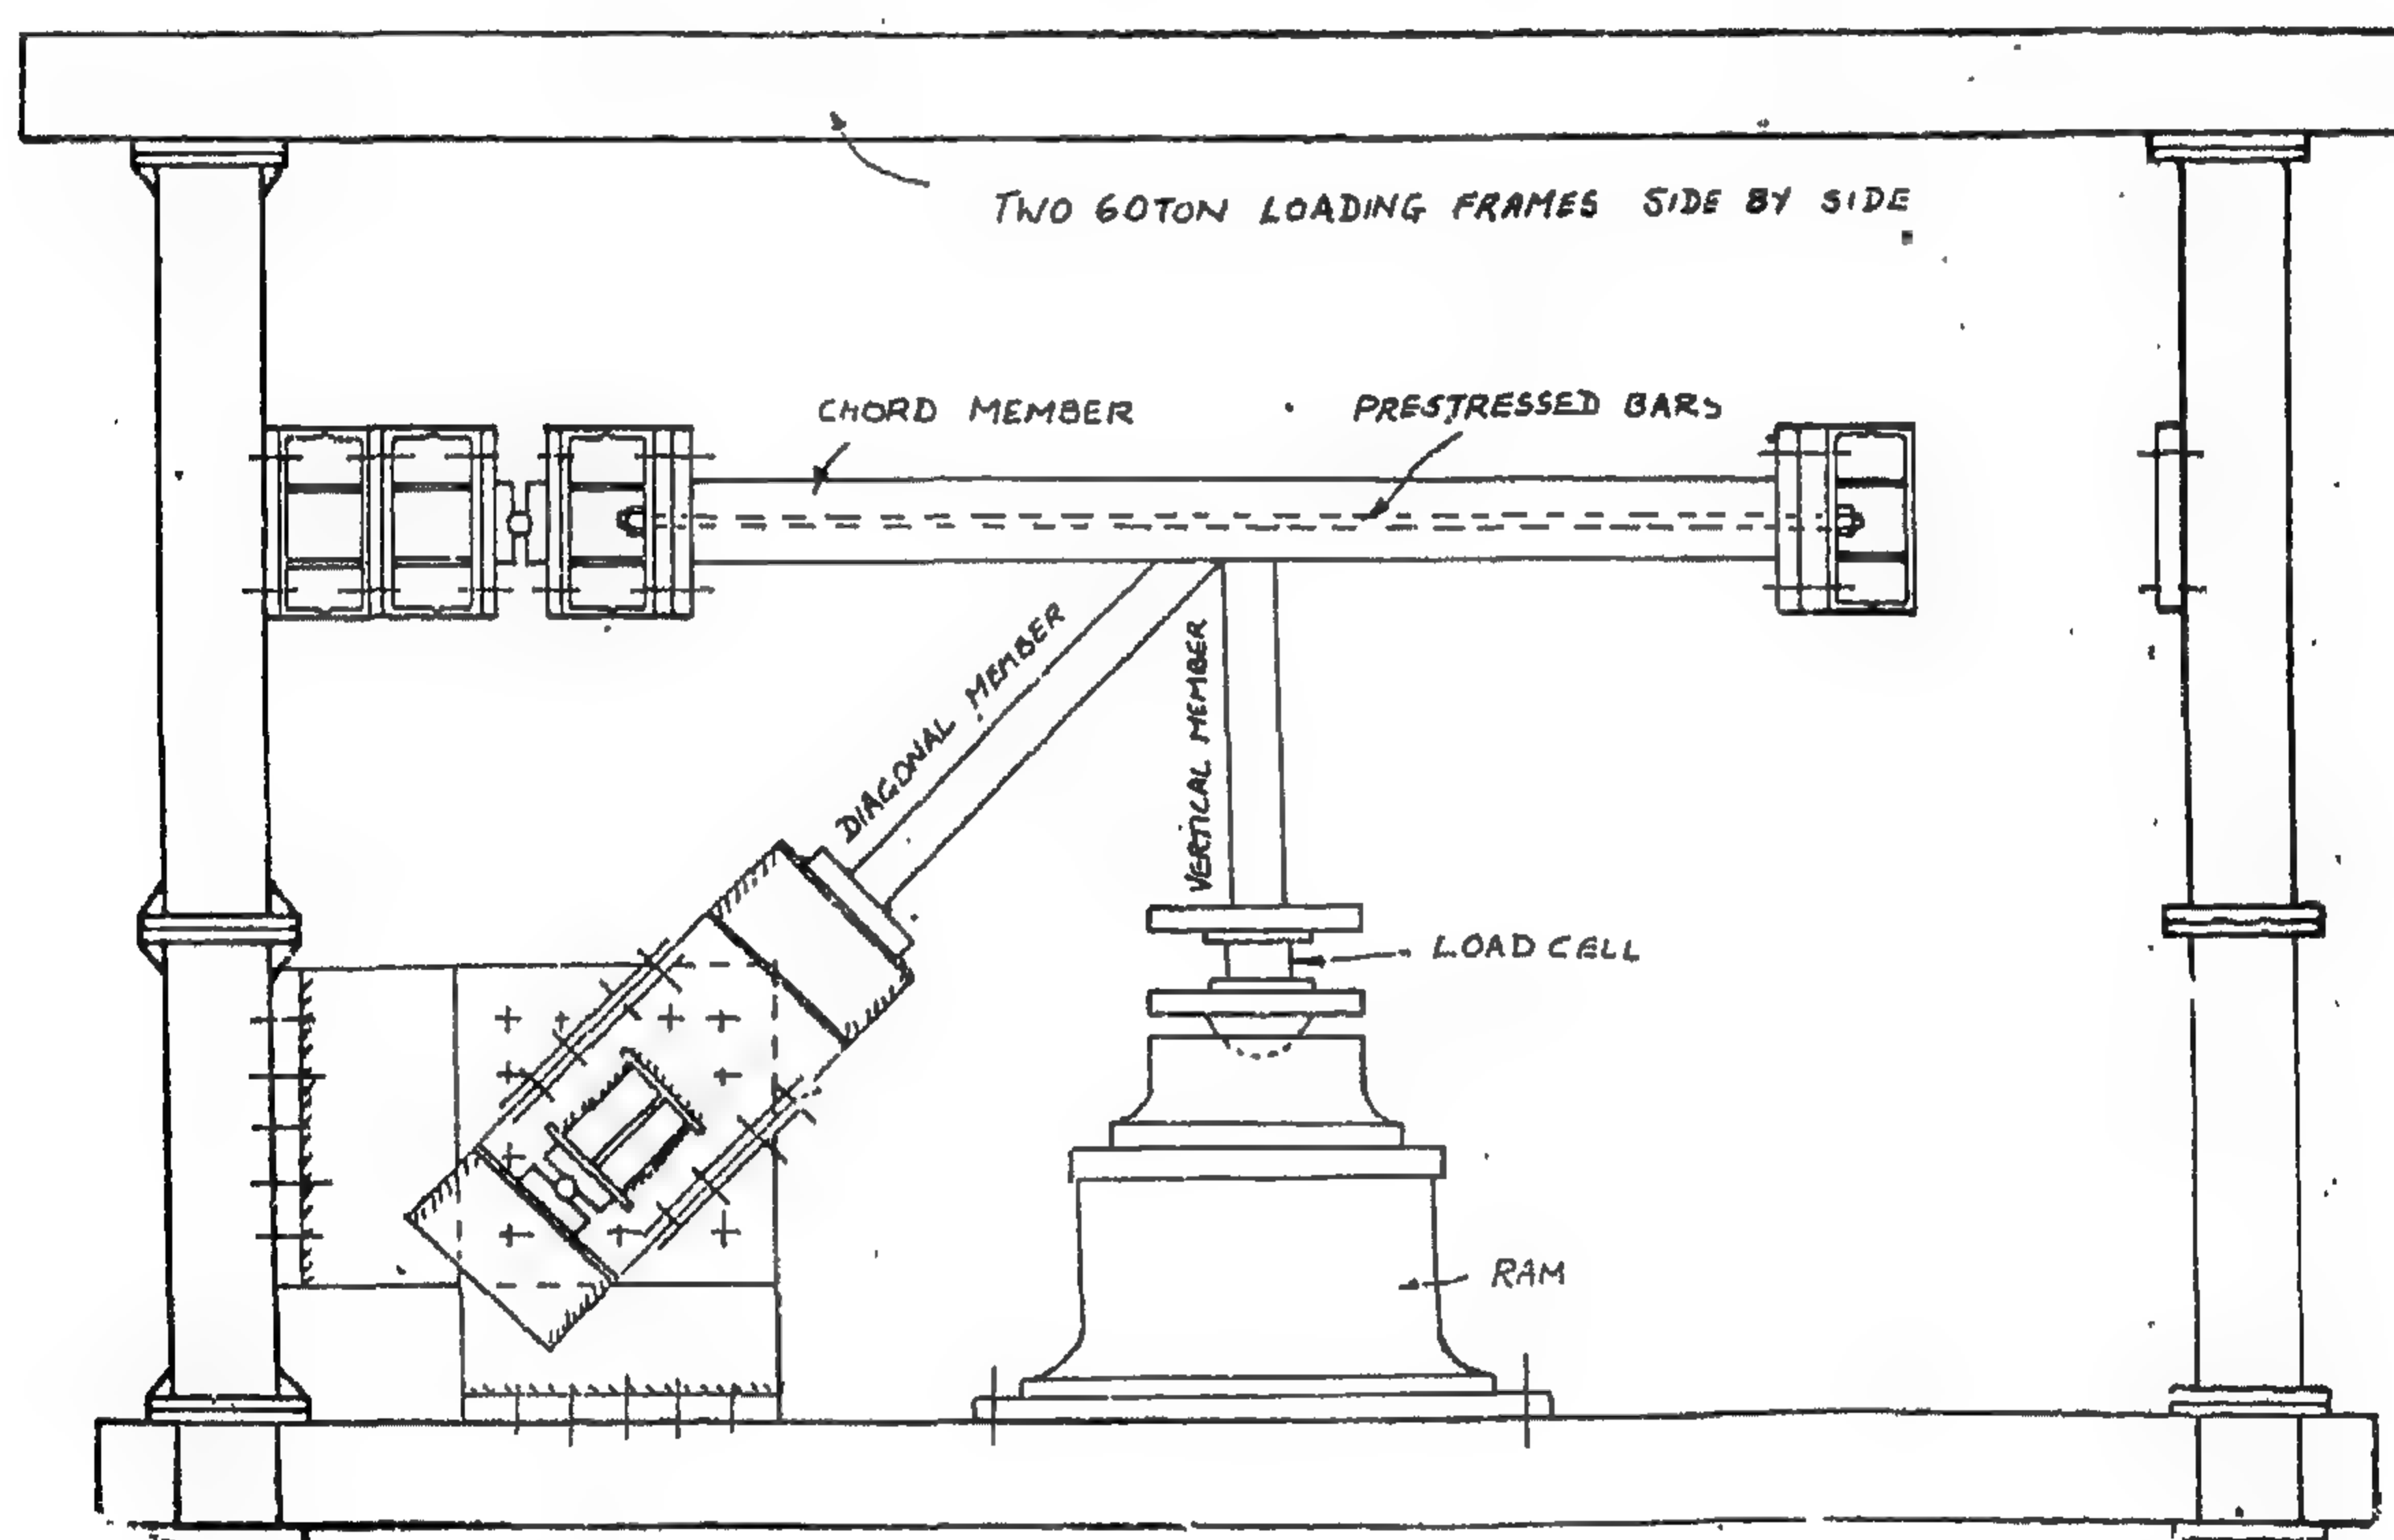 TWO 60TON LOADING FRAMES SIDE BY SIDE
CHORD MEMBER
PRESTRESSED BARS
DIAGONAL MEMBER
VERTICAL MEMBER
LOAD CELL
RAM